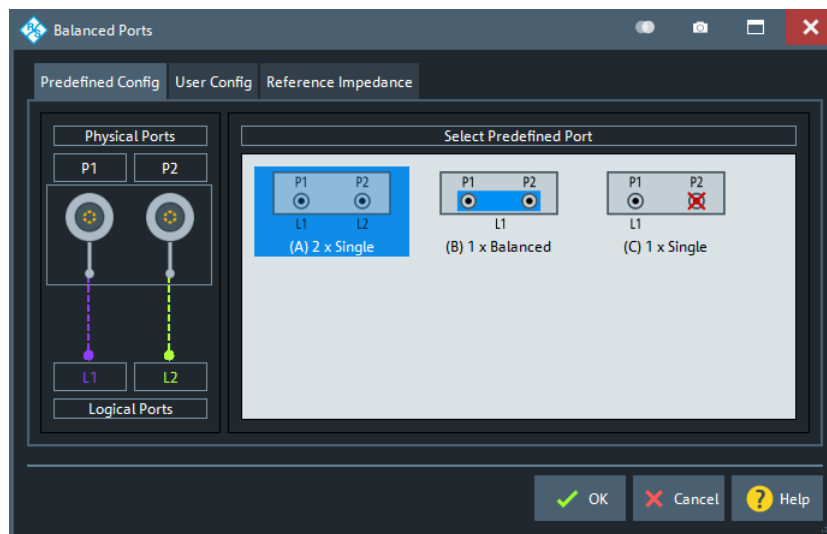 R&S Balanced Ports
Predefined Config User Config Reference Impedance
Physical Ports
P1 P2
L1 L2
Logical Ports
Select Predefined Port
P1 P2
L1 L2
(A) 2 x Single
P1 P2
L1
(B) 1 x Balanced
P1 P2
L1
(C) 1 x Single
OK Cancel ? Help